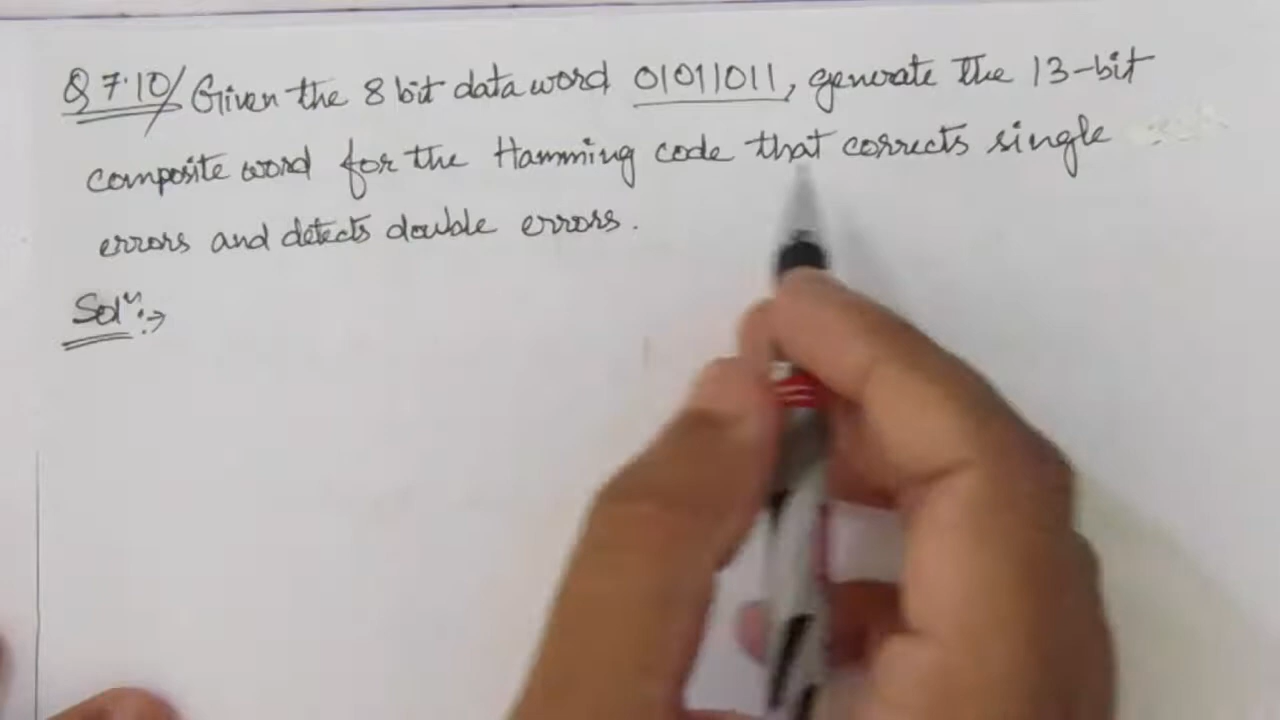 Q 7.10/ Given the 8 bit data word 01011011, generate the 13-bit
composite word for the Hamming code that corrects single
errors and detects double errors.
Solⁿ:→